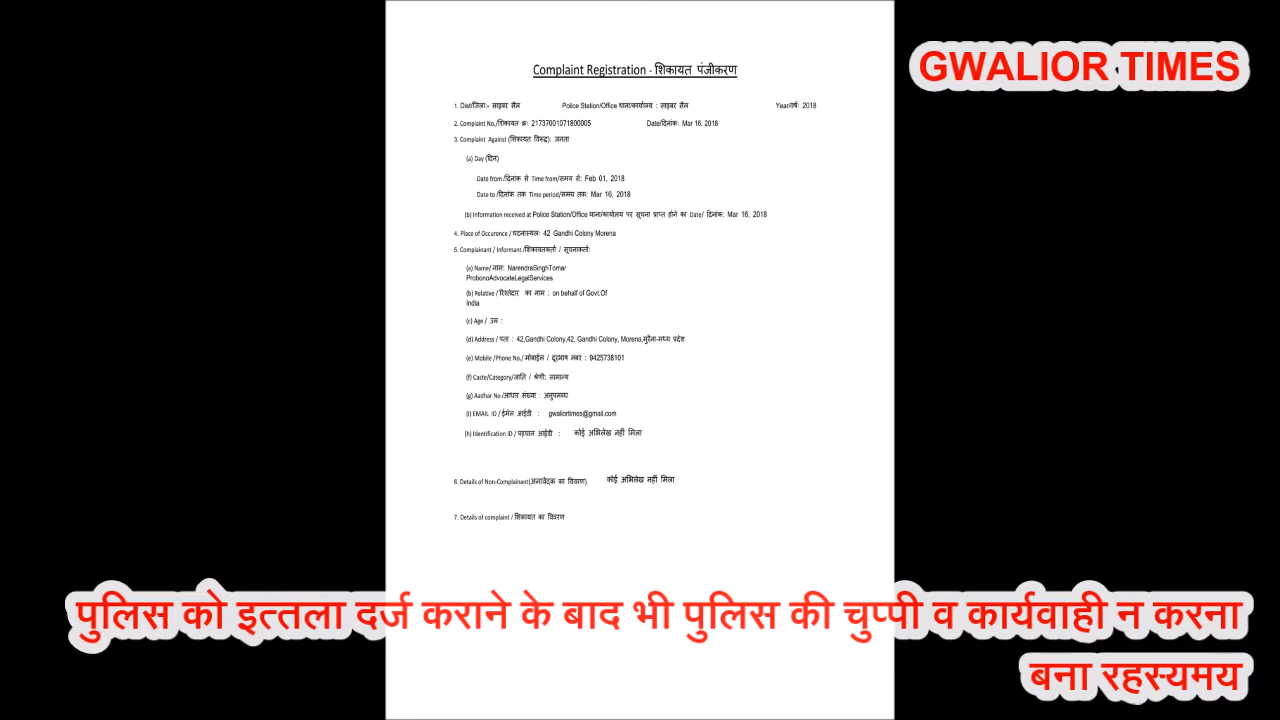 GWALIOR TIMES
Complaint Registration - शिकायत पंजीकरण
1. Dist/जिला:- साइबर सैल Police Station/Office थाना/कार्यालय : साइबर सैल Year/वर्ष: 2018
2. Complaint No./शिकायत क्र: 21737001071800005 Date/दिनांक: Mar 16, 2018
3. Complaint Against (शिकायत विरुद्ध): जनता
(a) Day (दिन)
Date from /दिनांक से Time from/समय से: Feb 01, 2018
Date to /दिनांक तक Time period/समय तक: Mar 16, 2018
(b) Information received at Police Station/Office थाना/कार्यालय पर सूचना प्राप्त होने का Date/ दिनांक: Mar 16, 2018
4. Place of Occurence / घटनास्थल: 42 Gandhi Colony Morena
5. Complainant / Informant /शिकायतकर्ता / सूचनाकर्ता:
(a) Name/ नाम: NarendraSinghTomar
ProbonoAdvocateLegalServices
(b) Relative / रिश्तेदार का नाम : on behalf of Govt.Of
India
(c) Age / उम्र :
(d) Address / पता : 42,Gandhi Colony,42, Gandhi Colony, Morena,मुरैना-मध्य प्रदेश
(e) Mobile /Phone No./ मोबाईल / दूरभाष नंबर : 9425738101
(f) Caste/Category/जाति / श्रेणी: सामान्य
(g) Aadhar No /आधार संख्या : अनुपलब्ध
(i) EMAIL ID / ईमेल आईडी : gwaliortimes@gmail.com
(h) Identification ID / पहचान आईडी : कोई अभिलेख नहीं मिला
6. Details of Non-Complainant(अनावेदक का विवरण) कोई अभिलेख नहीं मिला
7. Details of complaint / शिकायत का विवरण
पुलिस को इत्तला दर्ज कराने के बाद भी पुलिस की चुप्पी व कार्यवाही न करना
बना रहस्यमय